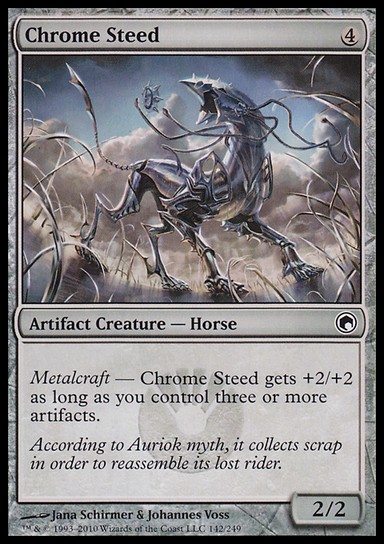 Chrome Steed 4
Artifact Creature — Horse
Metalcraft — Chrome Steed gets +2/+2
as long as you control three or more
artifacts.
According to Auriok myth, it collects scrap
in order to reassemble its lost rider.
Jana Schirmer & Johannes Voss
2/2
™ & © 1993–2010 Wizards of the Coast LLC 142/249